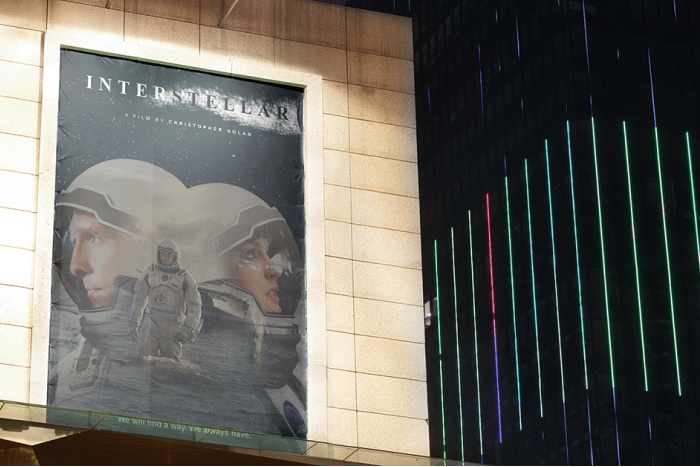 INTERSTELLAR
A FILM BY CHRISTOPHER NOLAN
We will find a way. We always have.